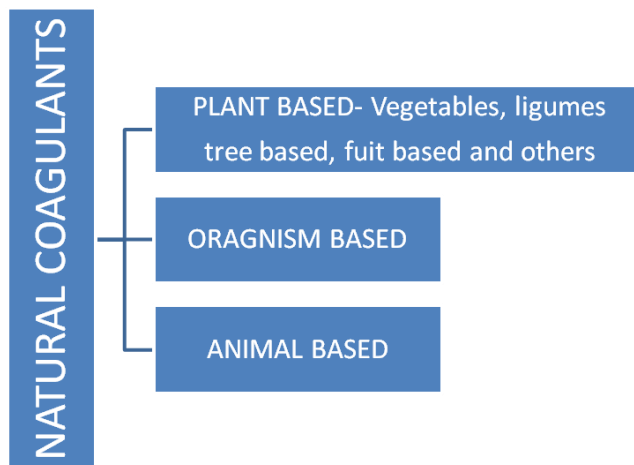 NATURAL COAGULANTS
PLANT BASED- Vegetables, ligumes
tree based, fuit based and others
ORAGNISM BASED
ANIMAL BASED